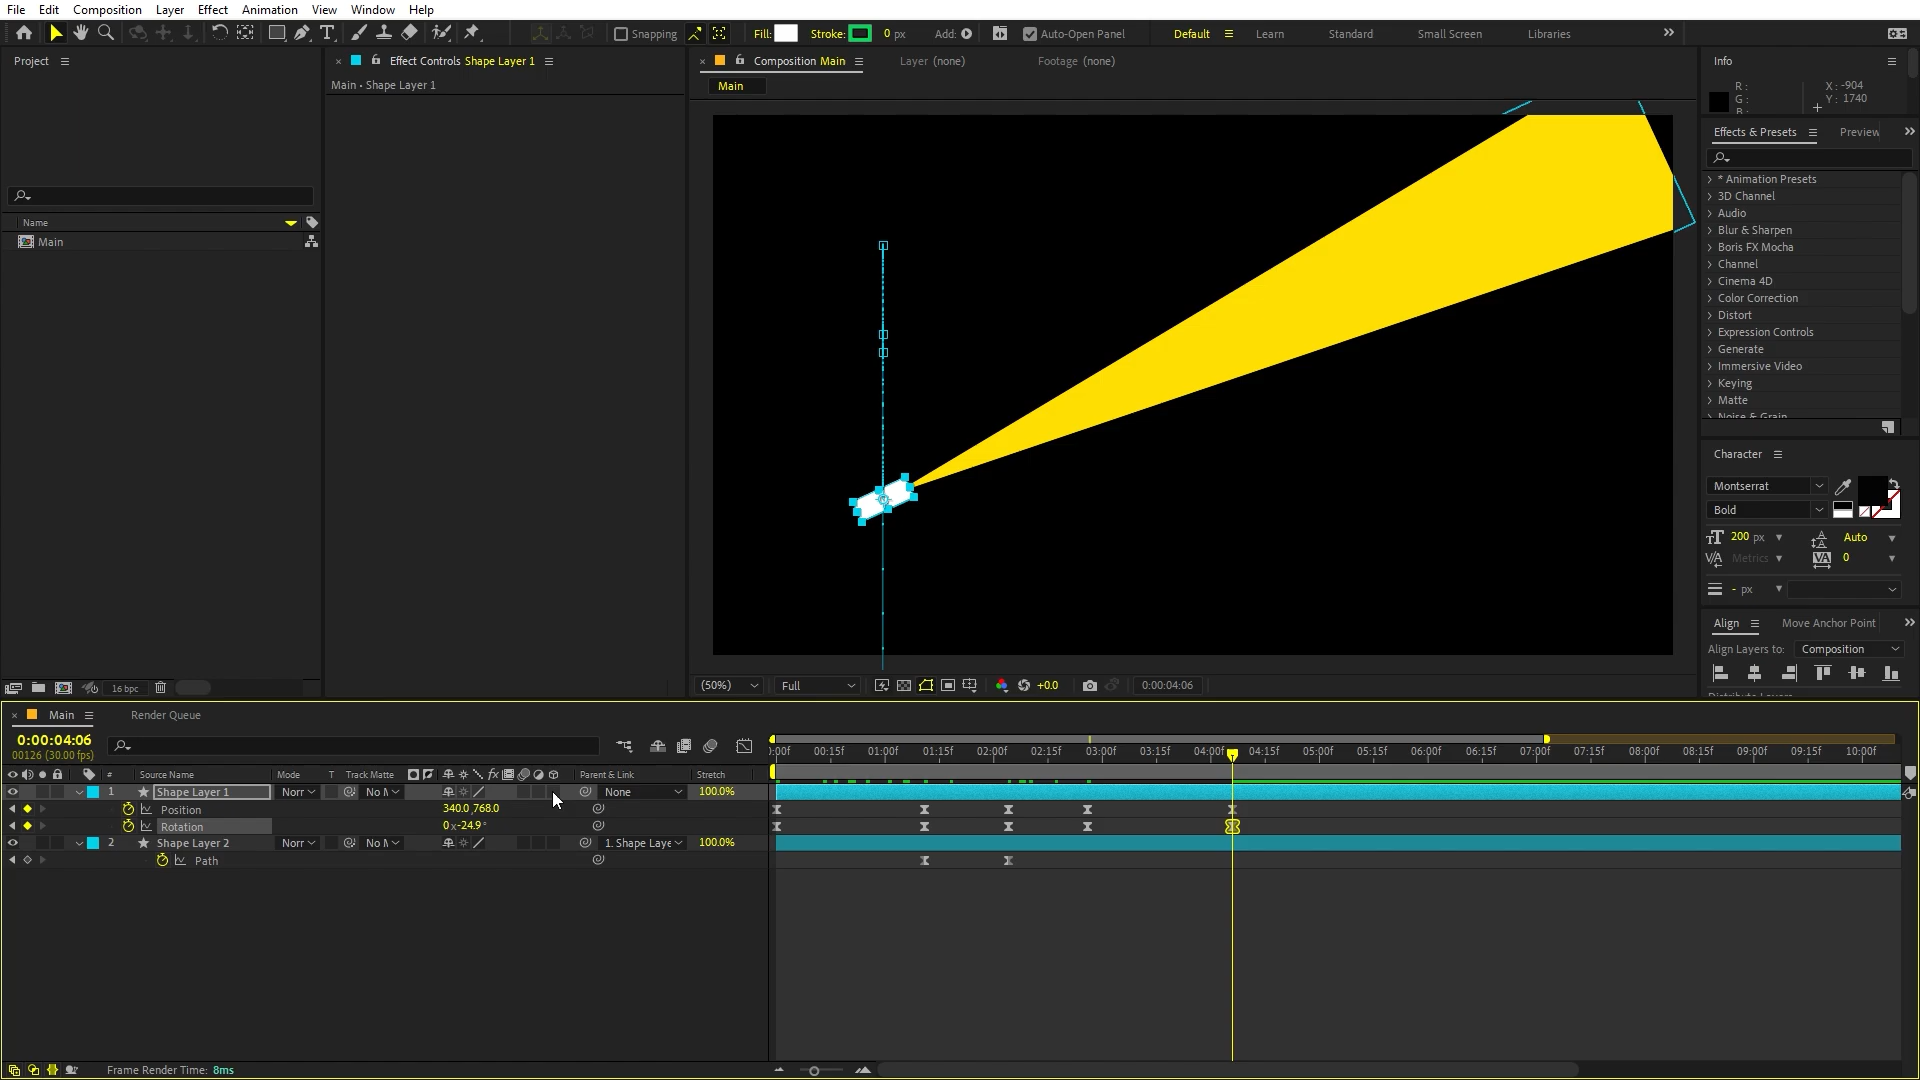 File Edit Composition Layer Effect Animation View Window Help
Snapping Fill: Stroke: 0 px Add: Auto-Open Panel Default Learn Standard Small Screen Libraries
Project
Effect Controls Shape Layer 1
Main • Shape Layer 1
Composition Main Layer (none) Footage (none)
Main
Info
R :
G :
B :
X : -904
Y : 1740
Effects & Presets Preview
* Animation Presets
3D Channel
Audio
Blur & Sharpen
Boris FX Mocha
Channel
Cinema 4D
Color Correction
Distort
Expression Controls
Generate
Immersive Video
Keying
Matte
Noise & Grain
Name
Main
Character
Montserrat
Bold
200 px Auto
Metrics 0
- px
Align Move Anchor Point
Align Layers to: Composition
Distribute Layers
16 bpc
(50%) Full +0.0 0:00:04:06
Main Render Queue
0:00:04:06
00126 (30.00 fps)
):00f 00:15f 01:00f 01:15f 02:00f 02:15f 03:00f 03:15f 04:00f 04:15f 05:00f 05:15f 06:00f 06:15f 07:00f 07:15f 08:00f 08:15f 09:00f 09:15f 10:00f
# Source Name Mode T Track Matte fx Parent & Link Stretch
1 Shape Layer 1 Norr No M None 100.0%
Position 340.0,768.0
Rotation 0x-24.9°
2 Shape Layer 2 Norr No M 1. Shape Laye 100.0%
Path
Frame Render Time: 8ms